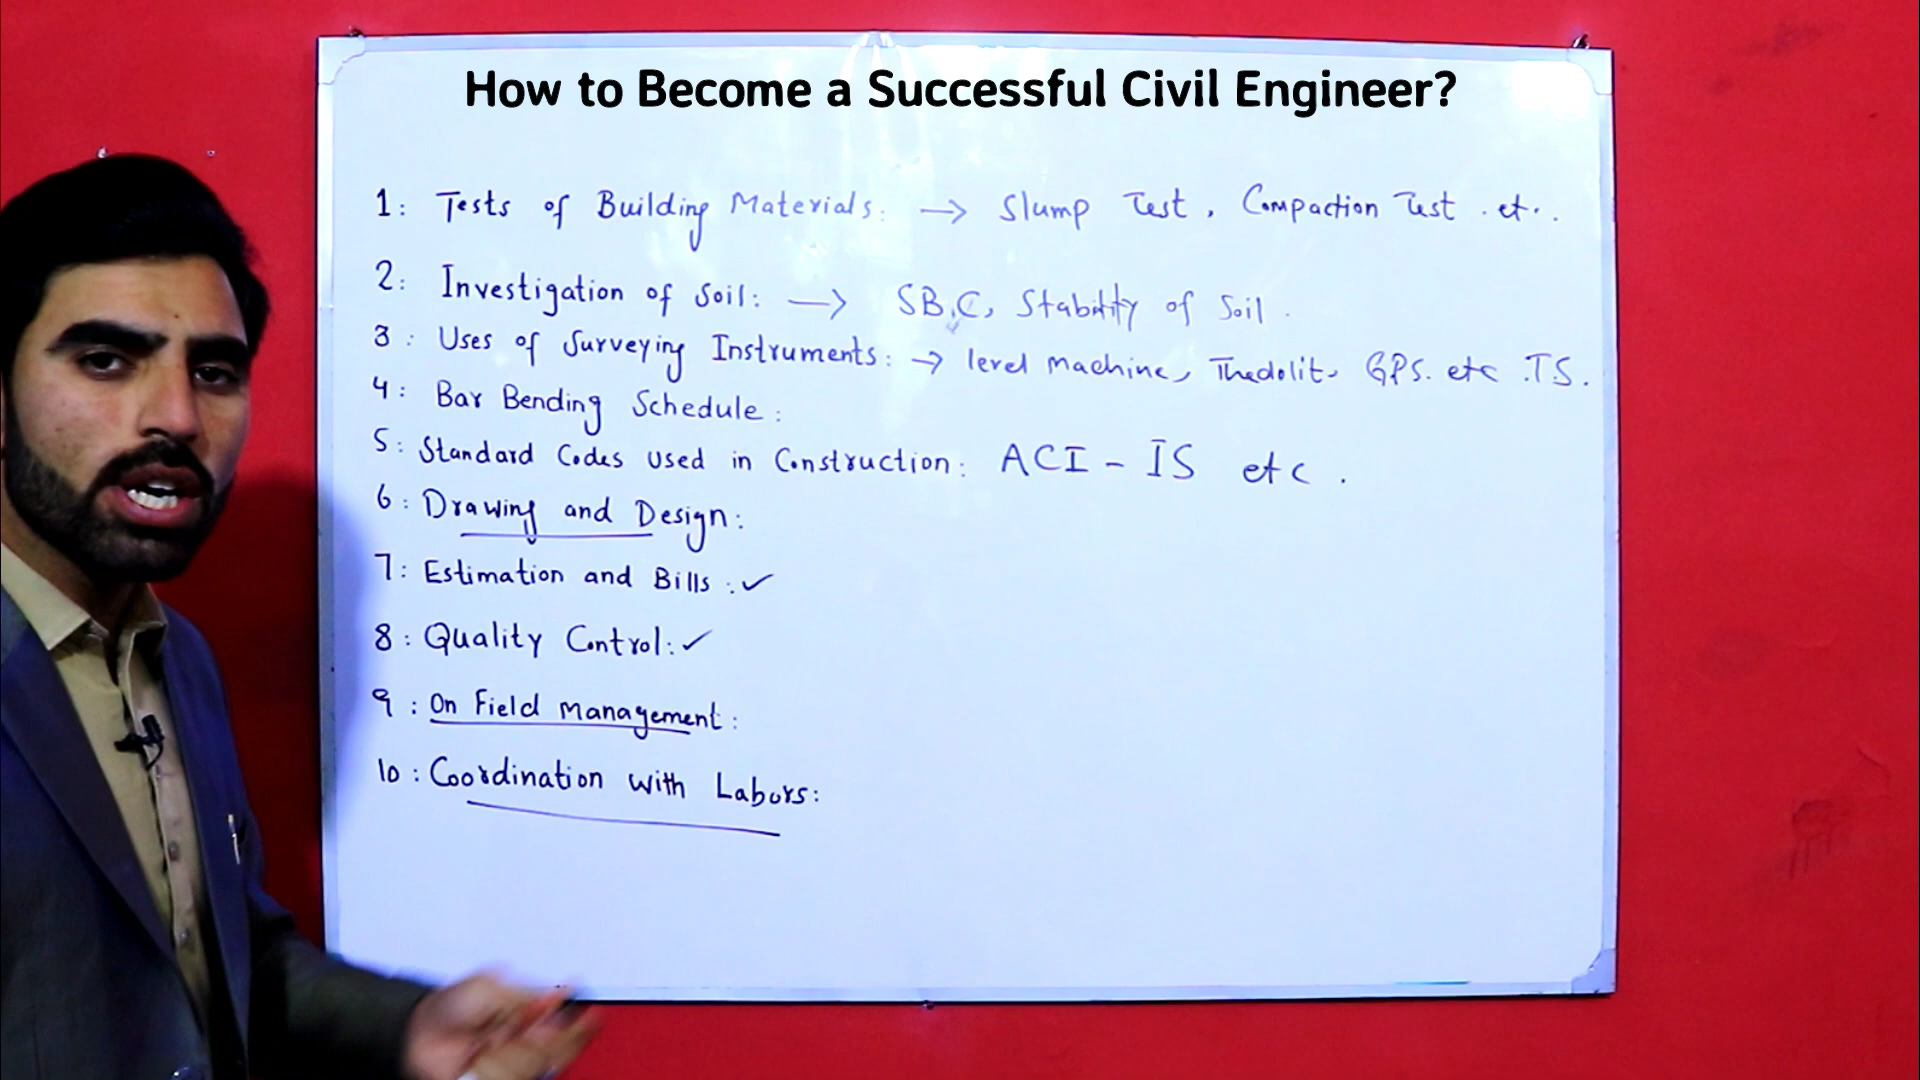 How to Become a Successful Civil Engineer?
1: Tests of Building Materials: → Slump Test, Compaction Test. etc.
2: Investigation of Soil: → SB.C, Stability of Soil.
3: Uses of Surveying Instruments: → level Machine, Thedolit, GPS. etc .TS.
4: Bar Bending Schedule:
5: Standard Codes used in Construction: ACI - IS etc.
6: Drawing and Design:
7: Estimation and Bills: ✓
8: Quality Control: ✓
9: On Field Management:
10: Coordination with Labors: